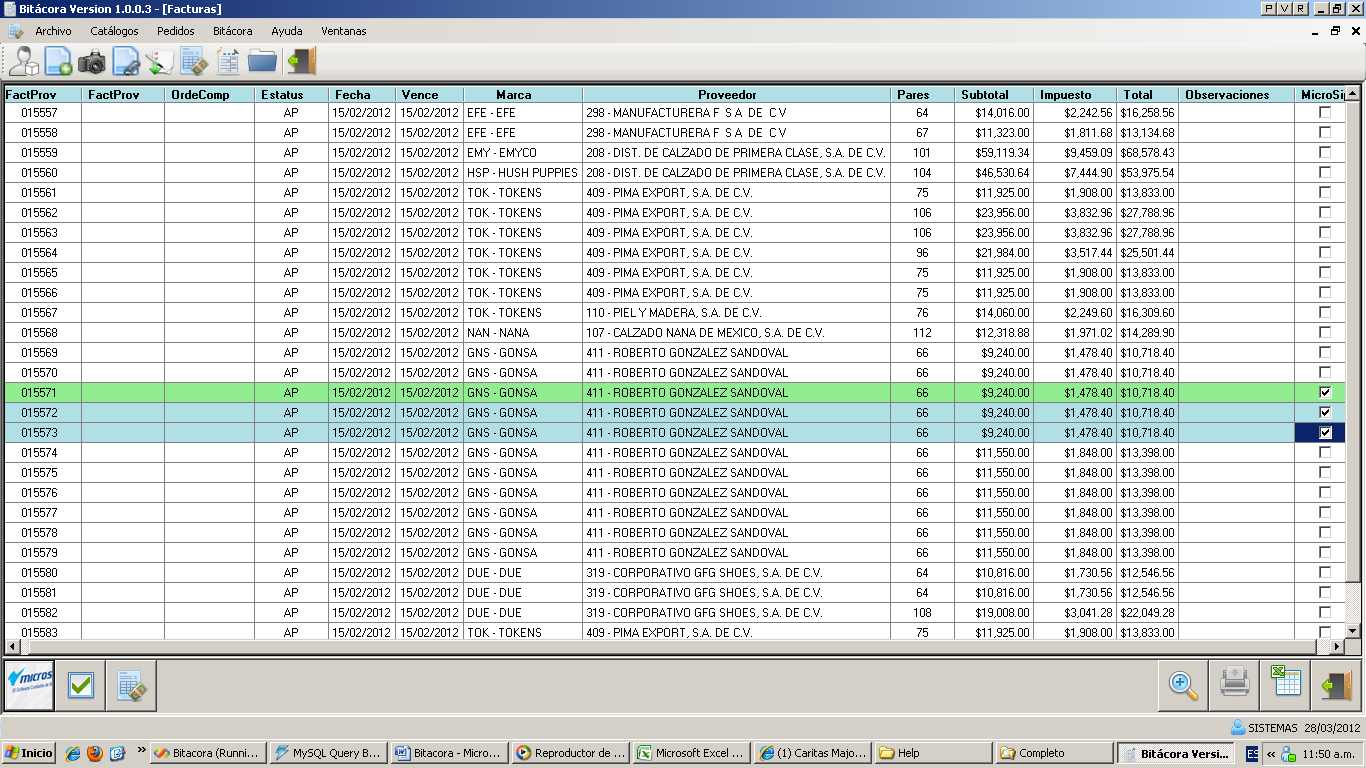 Bitácora Version 1.0.0.3 - [Facturas] P V R
Archivo Catálogos Pedidos Bitácora Ayuda Ventanas
FactProv FactProv OrdeComp Estatus Fecha Vence Marca Proveedor Pares Subtotal Impuesto Total Observaciones MicroSi
015557 AP 15/02/2012 15/02/2012 EFE - EFE 298 - MANUFACTURERA F S A DE C V 64 $14,016.00 $2,242.56 $16,258.56
015558 AP 15/02/2012 15/02/2012 EFE - EFE 298 - MANUFACTURERA F S A DE C V 67 $11,323.00 $1,811.68 $13,134.68
015559 AP 15/02/2012 15/02/2012 EMY - EMYCO 208 - DIST. DE CALZADO DE PRIMERA CLASE, S.A. DE C.V. 101 $59,119.34 $9,459.09 $68,578.43
015560 AP 15/02/2012 15/02/2012 HSP - HUSH PUPPIES 208 - DIST. DE CALZADO DE PRIMERA CLASE, S.A. DE C.V. 104 $46,530.64 $7,444.90 $53,975.54
015561 AP 15/02/2012 15/02/2012 TOK - TOKENS 409 - PIMA EXPORT, S.A. DE C.V. 75 $11,925.00 $1,908.00 $13,833.00
015562 AP 15/02/2012 15/02/2012 TOK - TOKENS 409 - PIMA EXPORT, S.A. DE C.V. 106 $23,956.00 $3,832.96 $27,788.96
015563 AP 15/02/2012 15/02/2012 TOK - TOKENS 409 - PIMA EXPORT, S.A. DE C.V. 106 $23,956.00 $3,832.96 $27,788.96
015564 AP 15/02/2012 15/02/2012 TOK - TOKENS 409 - PIMA EXPORT, S.A. DE C.V. 96 $21,984.00 $3,517.44 $25,501.44
015565 AP 15/02/2012 15/02/2012 TOK - TOKENS 409 - PIMA EXPORT, S.A. DE C.V. 75 $11,925.00 $1,908.00 $13,833.00
015566 AP 15/02/2012 15/02/2012 TOK - TOKENS 409 - PIMA EXPORT, S.A. DE C.V. 75 $11,925.00 $1,908.00 $13,833.00
015567 AP 15/02/2012 15/02/2012 TOK - TOKENS 110 - PIEL Y MADERA, S.A. DE C.V. 76 $14,060.00 $2,249.60 $16,309.60
015568 AP 15/02/2012 15/02/2012 NAN - NANA 107 - CALZADO NANA DE MEXICO, S.A. DE C.V. 112 $12,318.88 $1,971.02 $14,289.90
015569 AP 15/02/2012 15/02/2012 GNS - GONSA 411 - ROBERTO GONZALEZ SANDOVAL 66 $9,240.00 $1,478.40 $10,718.40
015570 AP 15/02/2012 15/02/2012 GNS - GONSA 411 - ROBERTO GONZALEZ SANDOVAL 66 $9,240.00 $1,478.40 $10,718.40
015571 AP 15/02/2012 15/02/2012 GNS - GONSA 411 - ROBERTO GONZALEZ SANDOVAL 66 $9,240.00 $1,478.40 $10,718.40
015572 AP 15/02/2012 15/02/2012 GNS - GONSA 411 - ROBERTO GONZALEZ SANDOVAL 66 $9,240.00 $1,478.40 $10,718.40
015573 AP 15/02/2012 15/02/2012 GNS - GONSA 411 - ROBERTO GONZALEZ SANDOVAL 66 $9,240.00 $1,478.40 $10,718.40
015574 AP 15/02/2012 15/02/2012 GNS - GONSA 411 - ROBERTO GONZALEZ SANDOVAL 66 $11,550.00 $1,848.00 $13,398.00
015575 AP 15/02/2012 15/02/2012 GNS - GONSA 411 - ROBERTO GONZALEZ SANDOVAL 66 $11,550.00 $1,848.00 $13,398.00
015576 AP 15/02/2012 15/02/2012 GNS - GONSA 411 - ROBERTO GONZALEZ SANDOVAL 66 $11,550.00 $1,848.00 $13,398.00
015577 AP 15/02/2012 15/02/2012 GNS - GONSA 411 - ROBERTO GONZALEZ SANDOVAL 66 $11,550.00 $1,848.00 $13,398.00
015578 AP 15/02/2012 15/02/2012 GNS - GONSA 411 - ROBERTO GONZALEZ SANDOVAL 66 $11,550.00 $1,848.00 $13,398.00
015579 AP 15/02/2012 15/02/2012 GNS - GONSA 411 - ROBERTO GONZALEZ SANDOVAL 66 $11,550.00 $1,848.00 $13,398.00
015580 AP 15/02/2012 15/02/2012 DUE - DUE 319 - CORPORATIVO GFG SHOES, S.A. DE C.V. 64 $10,816.00 $1,730.56 $12,546.56
015581 AP 15/02/2012 15/02/2012 DUE - DUE 319 - CORPORATIVO GFG SHOES, S.A. DE C.V. 64 $10,816.00 $1,730.56 $12,546.56
015582 AP 15/02/2012 15/02/2012 DUE - DUE 319 - CORPORATIVO GFG SHOES, S.A. DE C.V. 108 $19,008.00 $3,041.28 $22,049.28
015583 AP 15/02/2012 15/02/2012 TOK - TOKENS 409 - PIMA EXPORT, S.A. DE C.V. 75 $11,925.00 $1,908.00 $13,833.00
micros
SISTEMAS 28/03/2012
Inicio » Bitacora (Runni... MySQL Query B... Bitacora - Micro... Reproductor de ... Microsoft Excel ... (1) Caritas Majo... Help Completo Bitácora Versi... ES « 11:50 a.m.